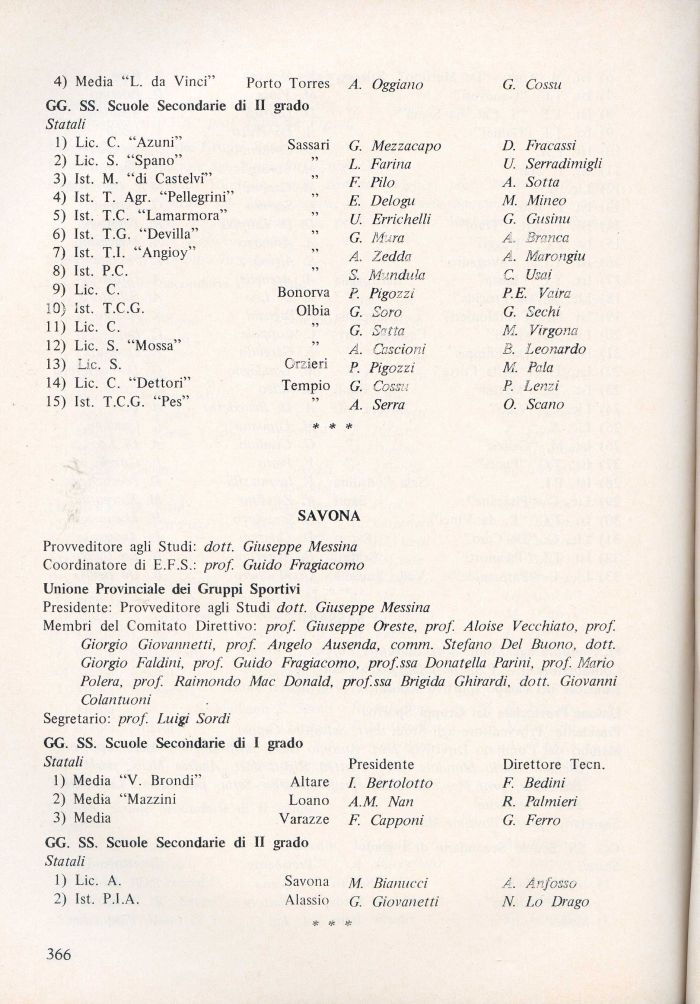 4) Media “L. da Vinci” Porto Torres A. Oggiano G. Cossu
GG. SS. Scuole Secondarie di II grado
Statali
1) Lic. C. “Azuni” Sassari G. Mezzacapo D. Fracassi
2) Lic. S. “Spano” ” L. Farina U. Serradimigli
3) Ist. M. “di Castelvi” ” F. Pilo A. Sotta
4) Ist. T. Agr. “Pellegrini” ” E. Delogu M. Mineo
5) Ist. T.C. “Lamarmora” ” U. Errichelli G. Gusinu
6) Ist. T.G. “Devilla” ” G. Mura A. Branca
7) Ist. T.I. “Angioy” ” A. Zedda A. Marongiu
8) Ist. P.C. ” S. Mundula C. Usai
9) Lic. C. Bonorva P. Pigozzi P.E. Vaira
10) Ist. T.C.G. Olbia G. Soro G. Sechi
11) Lic. C. ” G. Satta M. Virgona
12) Lic. S. “Mossa” ” A. Cascioni B. Leonardo
13) Lic. S. Orzieri P. Pigozzi M. Pala
14) Lic. C. “Dettori” Tempio G. Cossu P. Lenzi
15) Ist. T.C.G. “Pes” ” A. Serra O. Scano
* * *
SAVONA
Provveditore agli Studi: dott. Giuseppe Messina
Coordinatore di E.F.S.: prof. Guido Fragiacomo
Unione Provinciale dei Gruppi Sportivi
Presidente: Provveditore agli Studi dott. Giuseppe Messina
Membri del Comitato Direttivo: prof. Giuseppe Oreste, prof. Aloise Vecchiato, prof.
Giorgio Giovannetti, prof. Angelo Ausenda, comm. Stefano Del Buono, dott.
Giorgio Faldini, prof. Guido Fragiacomo, prof.ssa Donatella Parini, prof. Mario
Polera, prof. Raimondo Mac Donald, prof.ssa Brigida Ghirardi, dott. Giovanni
Colantuoni
Segretario: prof. Luigi Sordi
GG. SS. Scuole Secondarie di I grado
Statali Presidente Direttore Tecn.
1) Media “V. Brondi” Altare I. Bertolotto F. Bedini
2) Media “Mazzini Loano A.M. Nan R. Palmieri
3) Media Varazze F. Capponi G. Ferro
GG. SS. Scuole Secondarie di II grado
Statali
1) Lic. A. Savona M. Bianucci A. Anfosso
2) Ist. P.I.A. Alassio G. Giovanetti N. Lo Drago
* * *
366